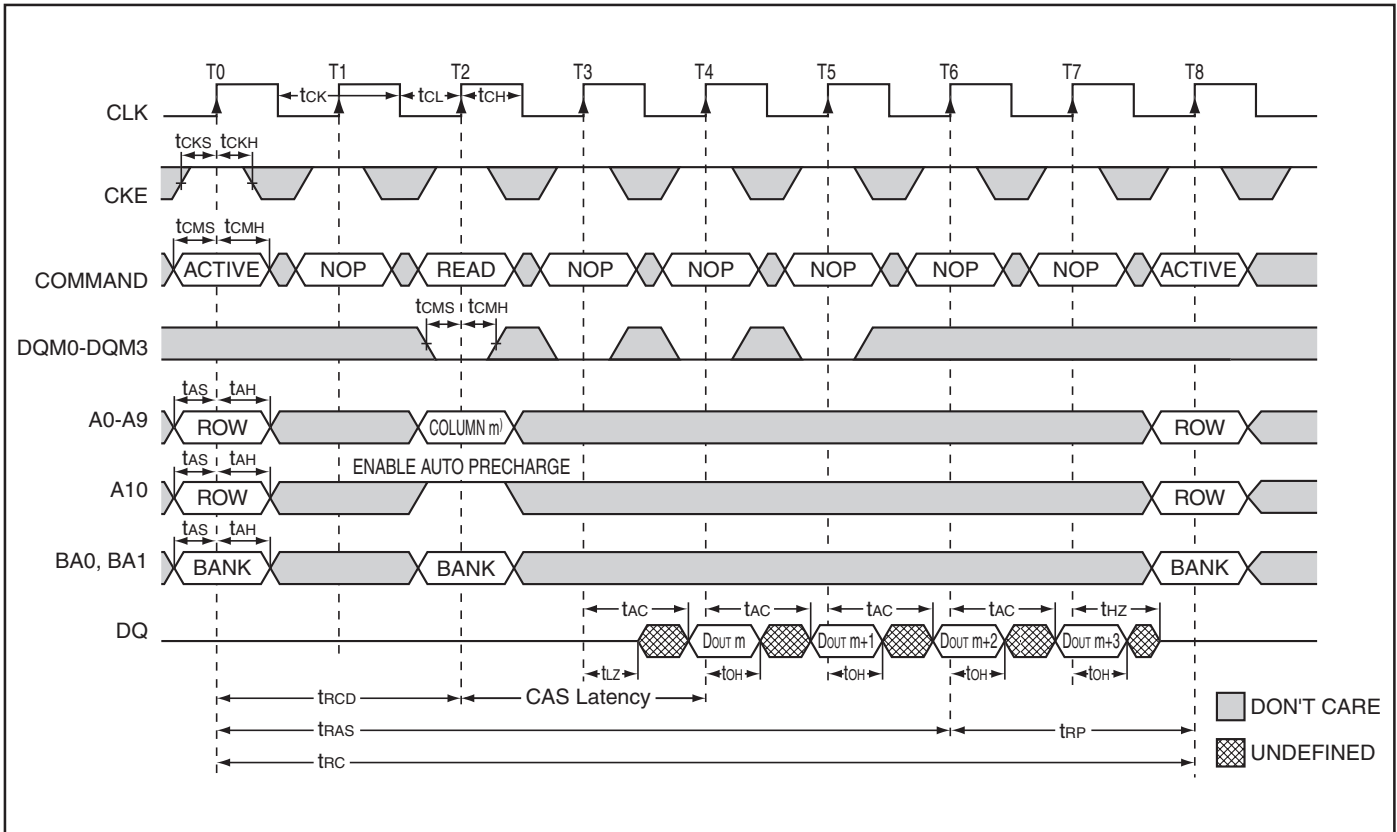 T0 T1 T2 T3 T4 T5 T6 T7 T8
CLK tCK tCL tCH
tCKS tCKH
CKE
tCMS tCMH
COMMAND ACTIVE NOP READ NOP NOP NOP NOP NOP ACTIVE
tCMS tCMH
DQM0-DQM3
tAS tAH
A0-A9 ROW COLUMN m) ROW
tAS tAH ENABLE AUTO PRECHARGE
A10 ROW ROW
tAS tAH
BA0, BA1 BANK BANK BANK
tAC tAC tAC tAC tHZ
DQ DOUT m DOUT m+1 DOUT m+2 DOUT m+3
tLZ tOH tOH tOH tOH
tRCD CAS Latency
DON'T CARE
tRAS tRP
UNDEFINED
tRC